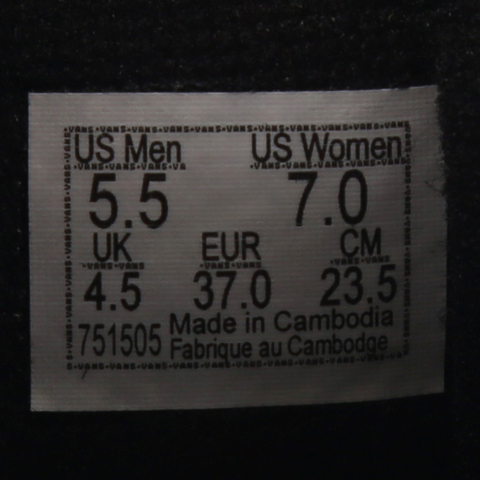 US Men US Women
5.5 7.0
UK EUR CM
4.5 37.0 23.5
751505 Made in Cambodia
Fabrique au Cambodge